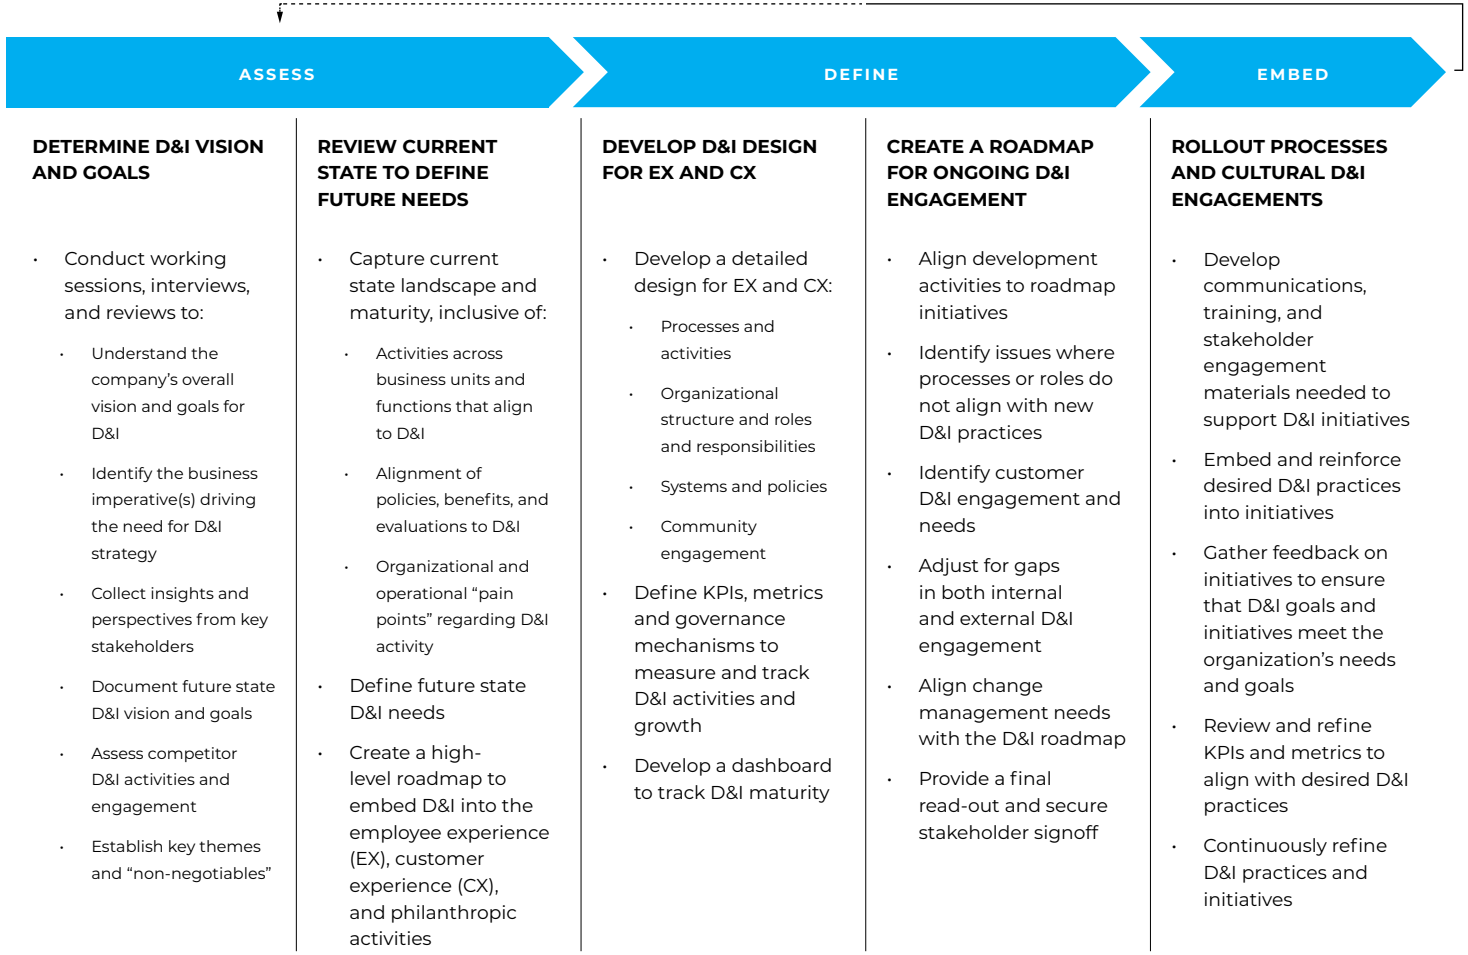 ASSESS
DEFINE
EMBED
DETERMINE D&I VISION
AND GOALS
• Conduct working
sessions, interviews,
and reviews to:
• Understand the
company’s overall
vision and goals for
D&I
• Identify the business
imperative(s) driving
the need for D&I
strategy
• Collect insights and
perspectives from key
stakeholders
• Document future state
D&I vision and goals
• Assess competitor
D&I activities and
engagement
• Establish key themes
and “non-negotiables”
REVIEW CURRENT
STATE TO DEFINE
FUTURE NEEDS
• Capture current
state landscape and
maturity, inclusive of:
• Activities across
business units and
functions that align
to D&I
• Alignment of
policies, benefits, and
evaluations to D&I
• Organizational and
operational “pain
points” regarding D&I
activity
• Define future state
D&I needs
• Create a high-
level roadmap to
embed D&I into the
employee experience
(EX), customer
experience (CX),
and philanthropic
activities
DEVELOP D&I DESIGN
FOR EX AND CX
• Develop a detailed
design for EX and CX:
• Processes and
activities
• Organizational
structure and roles
and responsibilities
• Systems and policies
• Community
engagement
• Define KPIs, metrics
and governance
mechanisms to
measure and track
D&I activities and
growth
• Develop a dashboard
to track D&I maturity
CREATE A ROADMAP
FOR ONGOING D&I
ENGAGEMENT
• Align development
activities to roadmap
initiatives
• Identify issues where
processes or roles do
not align with new
D&I practices
• Identify customer
D&I engagement and
needs
• Adjust for gaps
in both internal
and external D&I
engagement
• Align change
management needs
with the D&I roadmap
• Provide a final
read-out and secure
stakeholder signoff
ROLLOUT PROCESSES
AND CULTURAL D&I
ENGAGEMENTS
• Develop
communications,
training, and
stakeholder
engagement
materials needed to
support D&I initiatives
• Embed and reinforce
desired D&I practices
into initiatives
• Gather feedback on
initiatives to ensure
that D&I goals and
initiatives meet the
organization’s needs
and goals
• Review and refine
KPIs and metrics to
align with desired D&I
practices
• Continuously refine
D&I practices and
initiatives